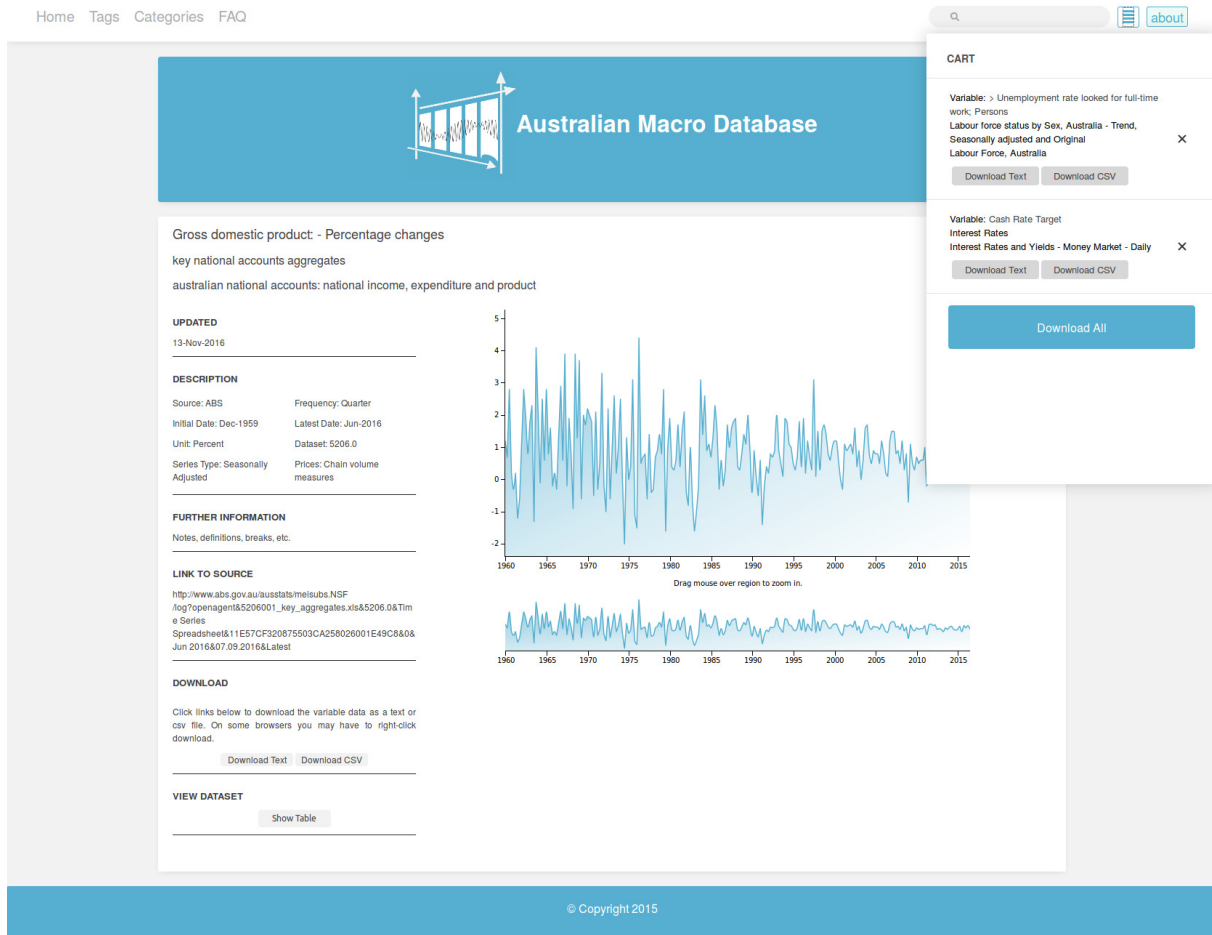 Home Tags Categories FAQ
about
CART
Variable: > Unemployment rate looked for full-time
work; Persons
Labour force status by Sex, Australia - Trend,
Seasonally adjusted and Original
Labour Force, Australia
Download Text Download CSV
Variable: Cash Rate Target
Interest Rates
Interest Rates and Yields - Money Market - Daily
Download Text Download CSV
Download All
Australian Macro Database
Gross domestic product: - Percentage changes
key national accounts aggregates
australian national accounts: national income, expenditure and product
UPDATED
13-Nov-2016
DESCRIPTION
Source: ABS Frequency: Quarter
Initial Date: Dec-1959 Latest Date: Jun-2016
Unit: Percent Dataset: 5206.0
Series Type: Seasonally Prices: Chain volume
Adjusted measures
FURTHER INFORMATION
Notes, definitions, breaks, etc.
LINK TO SOURCE
http://www.abs.gov.au/ausstats/meisubs.NSF
/log?openagent&5206001_key_aggregates.xls&5206.0&Tim
e Series
Spreadsheet&11E57CF320875503CA258026001E49C8&0&
Jun 2016&07.09.2016&Latest
DOWNLOAD
Click links below to download the variable data as a text or
csv file. On some browsers you may have to right-click
download.
Download Text Download CSV
VIEW DATASET
Show Table
5
4
3
2
1
0
-1
-2
1960 1965 1970 1975 1980 1985 1990 1995 2000 2005 2010 2015
Drag mouse over region to zoom in.
1960 1965 1970 1975 1980 1985 1990 1995 2000 2005 2010 2015
© Copyright 2015